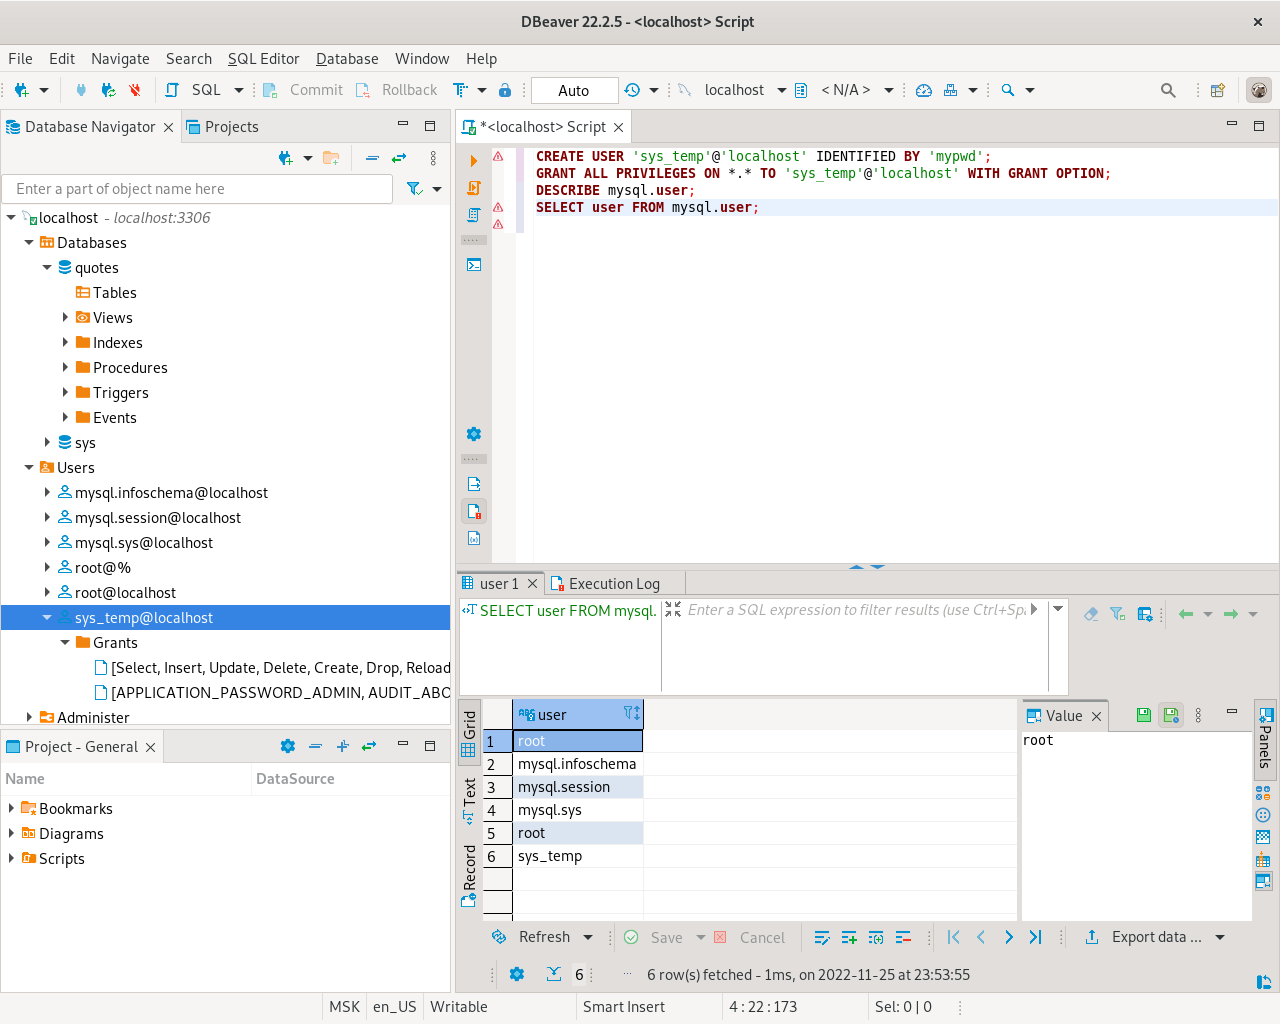 DBeaver 22.2.5 - <localhost> Script
File Edit Navigate Search SQL Editor Database Window Help
SQL Commit Rollback Auto localhost < N/A >
Database Navigator Projects
*<localhost> Script
Enter a part of object name here
localhost - localhost:3306
Databases
quotes
Tables
Views
Indexes
Procedures
Triggers
Events
sys
Users
mysql.infoschema@localhost
mysql.session@localhost
mysql.sys@localhost
root@%
root@localhost
sys_temp@localhost
Grants
[Select, Insert, Update, Delete, Create, Drop, Reload
[APPLICATION_PASSWORD_ADMIN, AUDIT_ABO
Administer
Project - General
Name DataSource
Bookmarks
Diagrams
Scripts
CREATE USER 'sys_temp'@'localhost' IDENTIFIED BY 'mypwd';
GRANT ALL PRIVILEGES ON *.* TO 'sys_temp'@'localhost' WITH GRANT OPTION;
DESCRIBE mysql.user;
SELECT user FROM mysql.user;
user 1 Execution Log
SELECT user FROM mysql. Enter a SQL expression to filter results (use Ctrl+Spa
Grid
Text
Record
user
1 root
2 mysql.infoschema
3 mysql.session
4 mysql.sys
5 root
6 sys_temp
Value
root
Panels
Refresh Save Cancel Export data ...
6 6 row(s) fetched - 1ms, on 2022-11-25 at 23:53:55
MSK en_US Writable Smart Insert 4 : 22 : 173 Sel: 0 | 0